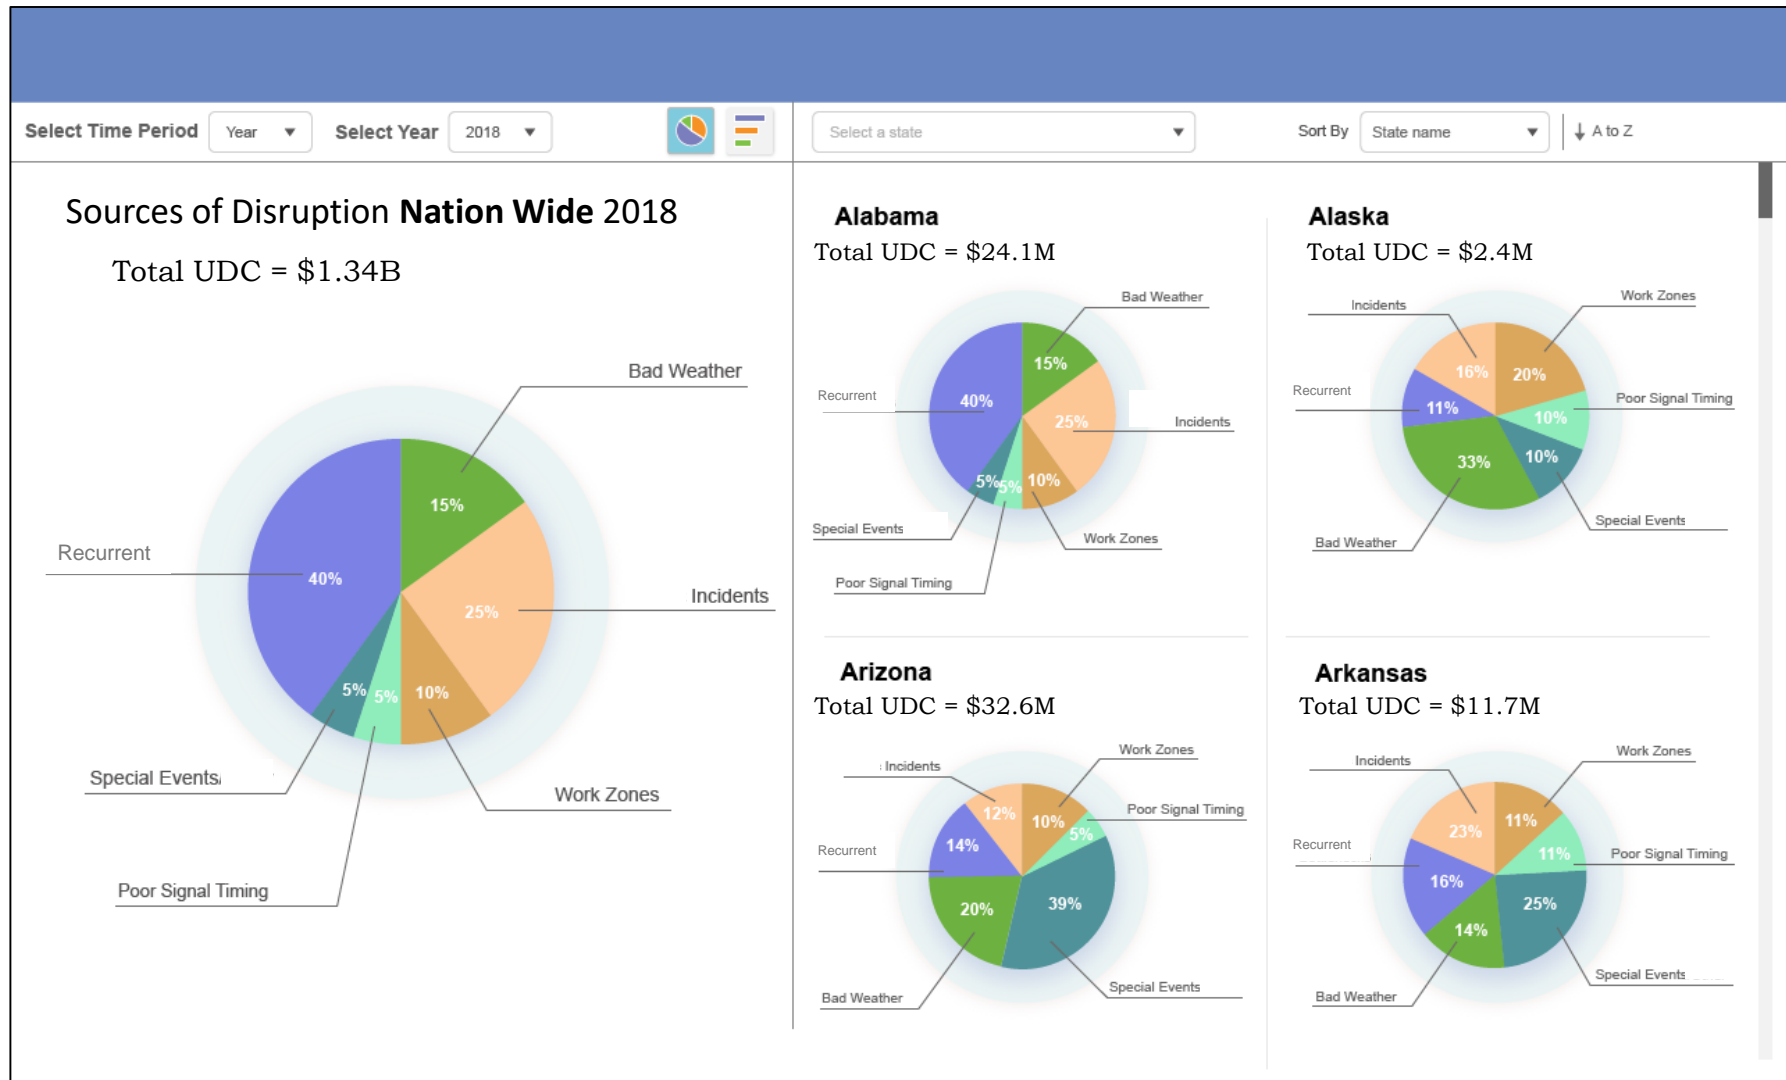 Select Time Period Year Select Year 2018 Select a state Sort By State name A to Z
Sources of Disruption Nation Wide 2018
Total UDC = $1.34B
Bad Weather
15%
Recurrent
40%
Incidents
25%
5%
5%
10%
Special Events
Work Zones
Poor Signal Timing
Alabama
Total UDC = $24.1M
Bad Weather
15%
Recurrent
40%
25%
Incidents
5%
5%
10%
Special Events
Work Zones
Poor Signal Timing
Alaska
Total UDC = $2.4M
Work Zones
Incidents
16%
20%
Recurrent
11%
10%
Poor Signal Timing
33%
10%
Special Events
Bad Weather
Arizona
Total UDC = $32.6M
Work Zones
Incidents
Poor Signal Timing
12%
10%
5%
14%
Recurrent
20%
39%
Special Events
Bad Weather
Arkansas
Total UDC = $11.7M
Work Zones
Incidents
23%
11%
Recurrent
11%
Poor Signal Timing
16%
25%
14%
Special Events
Bad Weather